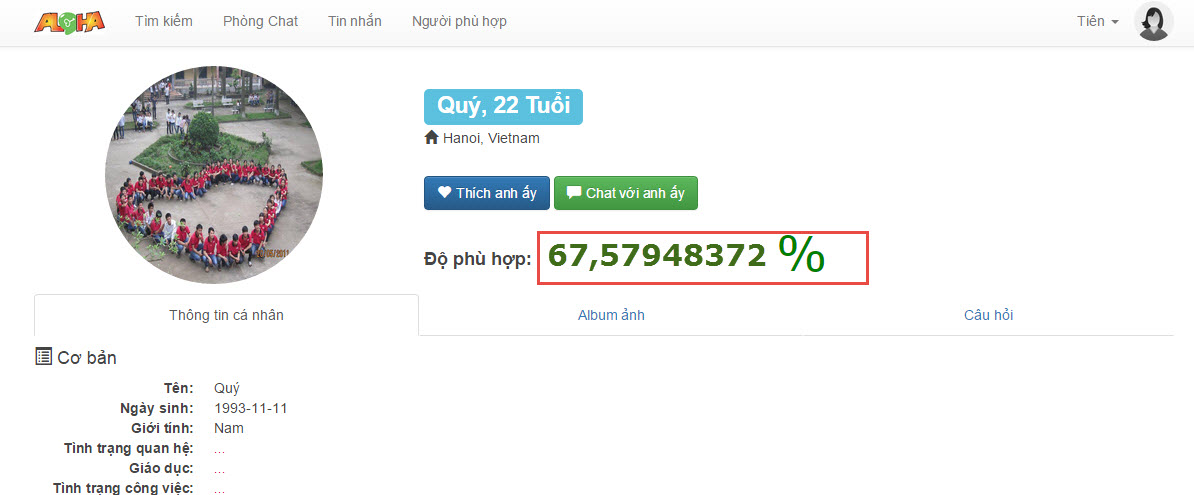 ALOHA Tìm kiếm Phòng Chat Tin nhắn Người phù hợp Tiên
Quý, 22 Tuổi
Hanoi, Vietnam
Thích anh ấy Chat với anh ấy
Độ phù hợp: 67,57948372 %
Thông tin cá nhân Album ảnh Câu hỏi
Cơ bản
Tên: Quý
Ngày sinh: 1993-11-11
Giới tính: Nam
Tình trạng quan hệ: ...
Giáo dục: ...
Tình trạng công việc: ...